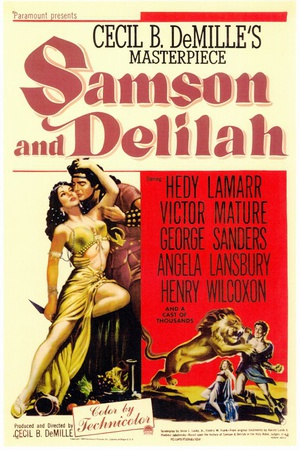 Paramount presents
CECIL B. DeMILLE'S
MASTERPIECE
Samson
and Delilah
Starring
HEDY LAMARR
VICTOR MATURE
GEORGE SANDERS
ANGELA LANSBURY
HENRY WILCOXON
AND A
CAST OF
THOUSANDS
Produced and Directed by
CECIL B. DeMILLE
Color by
Technicolor